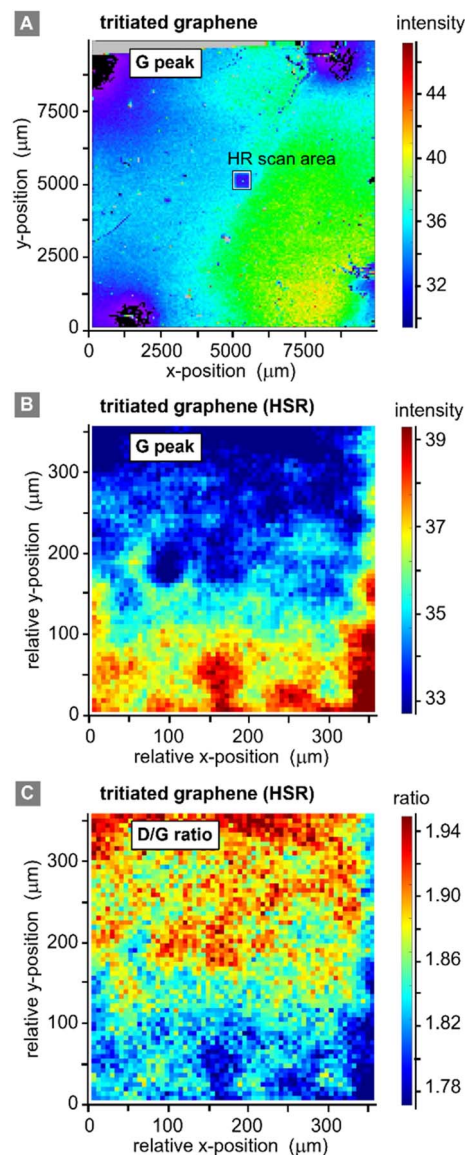 A tritiated graphene intensity
G peak
HR scan area
y-position (μm)
7500
5000
2500
0
0 2500 5000 7500
x-position (μm)
44
40
36
32
B tritiated graphene (HSR) intensity
G peak
relative y-position (μm)
300
200
100
0
0 100 200 300
relative x-position (μm)
39
37
35
33
C tritiated graphene (HSR) ratio
D/G ratio
relative y-position (μm)
300
200
100
0
0 100 200 300
relative x-position (μm)
1.94
1.90
1.86
1.82
1.78